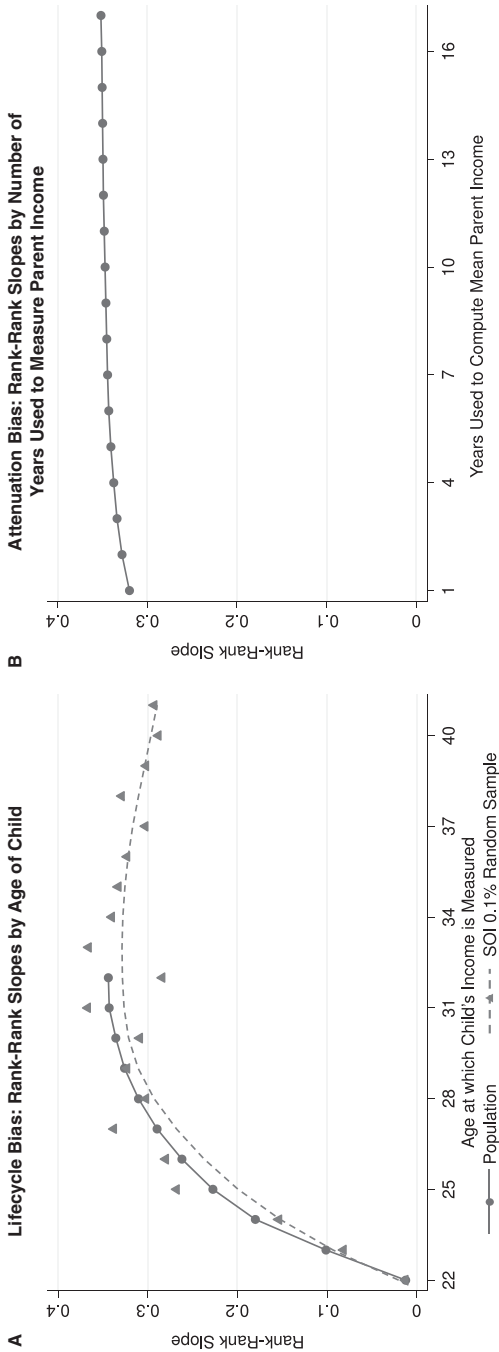 A
Lifecycle Bias: Rank-Rank Slopes by Age of Child
Rank-Rank Slope
0.4
0.3
0.2
0.1
0
22
25
28
31
34
37
40
Age at which Child's Income is Measured
Population
SOI 0.1% Random Sample
B
Attenuation Bias: Rank-Rank Slopes by Number of
Years Used to Measure Parent Income
Rank-Rank Slope
0.4
0.3
0.2
0.1
0
1
4
7
10
13
16
Years Used to Compute Mean Parent Income